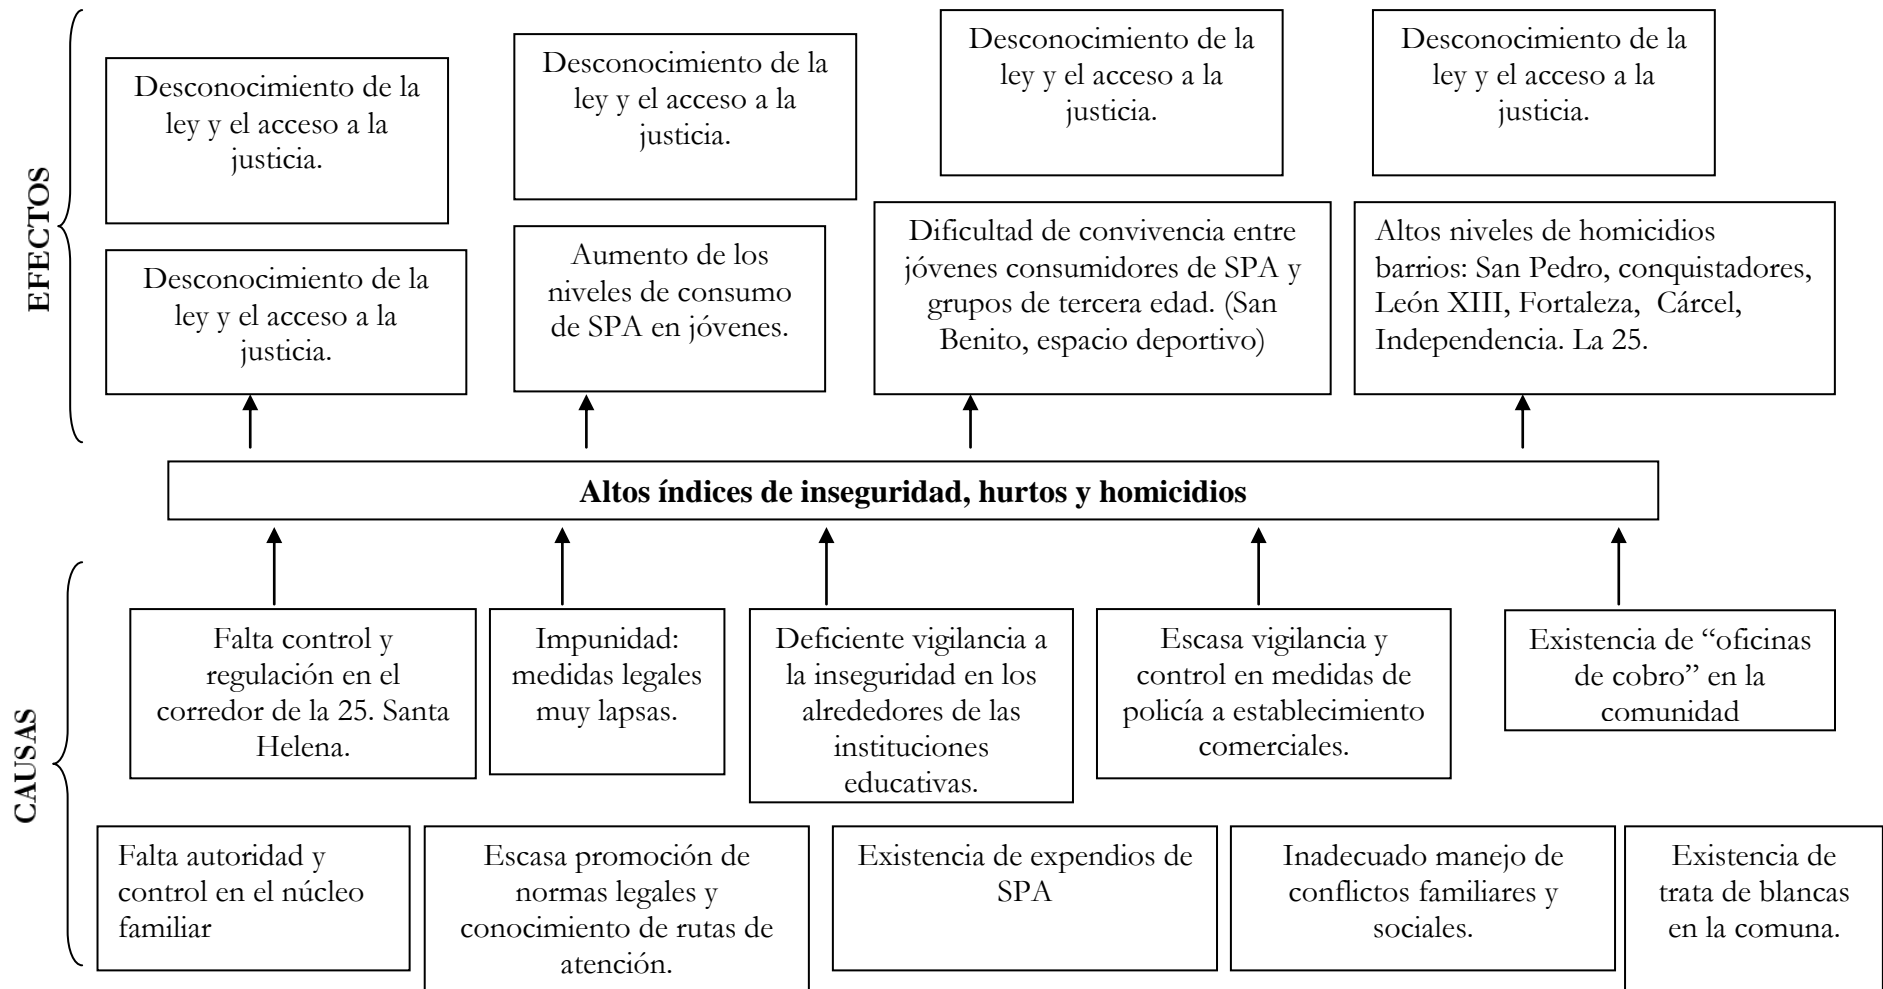 EFECTOS
Desconocimiento de la
ley y el acceso a la
justicia.
Desconocimiento de la
ley y el acceso a la
justicia.
Desconocimiento de la
ley y el acceso a la
justicia.
Desconocimiento de la
ley y el acceso a la
justicia.
Desconocimiento de la
ley y el acceso a la
justicia.
Aumento de los
niveles de consumo
de SPA en jóvenes.
Dificultad de convivencia entre
jóvenes consumidores de SPA y
grupos de tercera edad. (San
Benito, espacio deportivo)
Altos niveles de homicidios
barrios: San Pedro, conquistadores,
León XIII, Fortaleza, Cárcel,
Independencia. La 25.
Altos índices de inseguridad, hurtos y homicidios
CAUSAS
Falta control y
regulación en el
corredor de la 25. Santa
Helena.
Impunidad:
medidas legales
muy lapsas.
Deficiente vigilancia a
la inseguridad en los
alrededores de las
instituciones
educativas.
Escasa vigilancia y
control en medidas de
policía a establecimiento
comerciales.
Existencia de “oficinas
de cobro” en la
comunidad
Falta autoridad y
control en el núcleo
familiar
Escasa promoción de
normas legales y
conocimiento de rutas de
atención.
Existencia de expendios de
SPA
Inadecuado manejo de
conflictos familiares y
sociales.
Existencia de
trata de blancas
en la comuna.